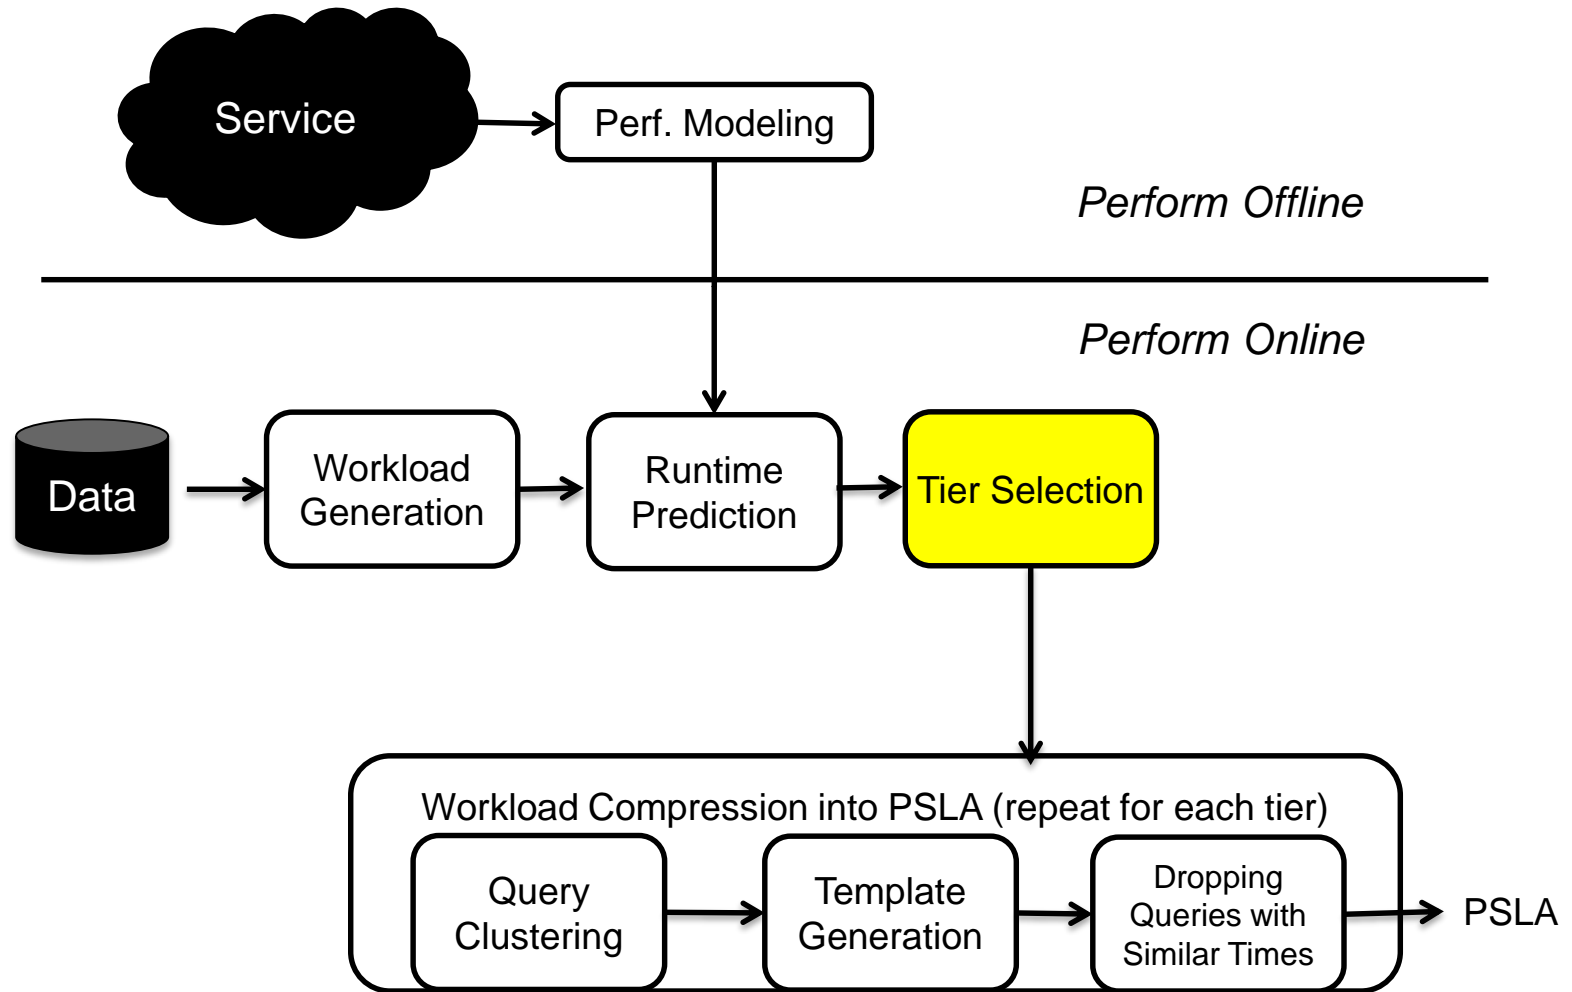 Service
Perf. Modeling
Perform Offline
Perform Online
Data
Workload
Generation
Runtime
Prediction
Tier Selection
Workload Compression into PSLA (repeat for each tier)
Query
Clustering
Template
Generation
Dropping
Queries with
Similar Times
PSLA